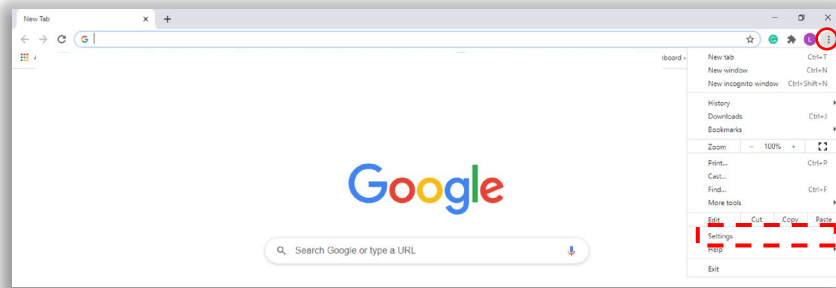 New Tab
G
L
board
New tab Ctrl+T
New window Ctrl+N
New incognito window Ctrl+Shift+N
History
Downloads Ctrl+J
Bookmarks
Zoom - 100% +
Print... Ctrl+P
Cast...
Find... Ctrl+F
More tools
Edit Cut Copy Paste
Settings
Help
Exit
Google
Search Google or type a URL